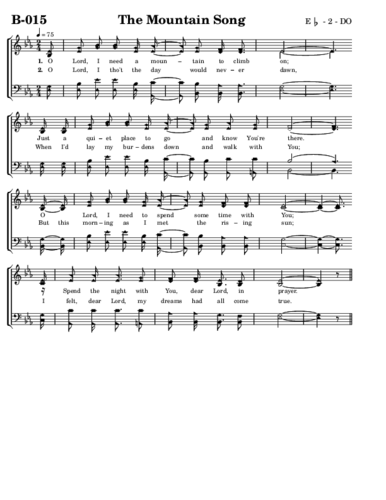 B-015 The Mountain Song E♭ - 2 - DO
♩ = 75
1. O Lord, I need a moun - tain to climb on;
2. O Lord, I tho't the day would nev - er dawn,
Just a qui - et place to go and know You're there.
When I'd lay my bur - dens down and walk with You;
O Lord, I need to spend some time with You;
But this morn - ing as I met the ris - ing sun;
Spend the night with You, dear Lord, in prayer.
I felt, dear Lord, my dreams had all come true.